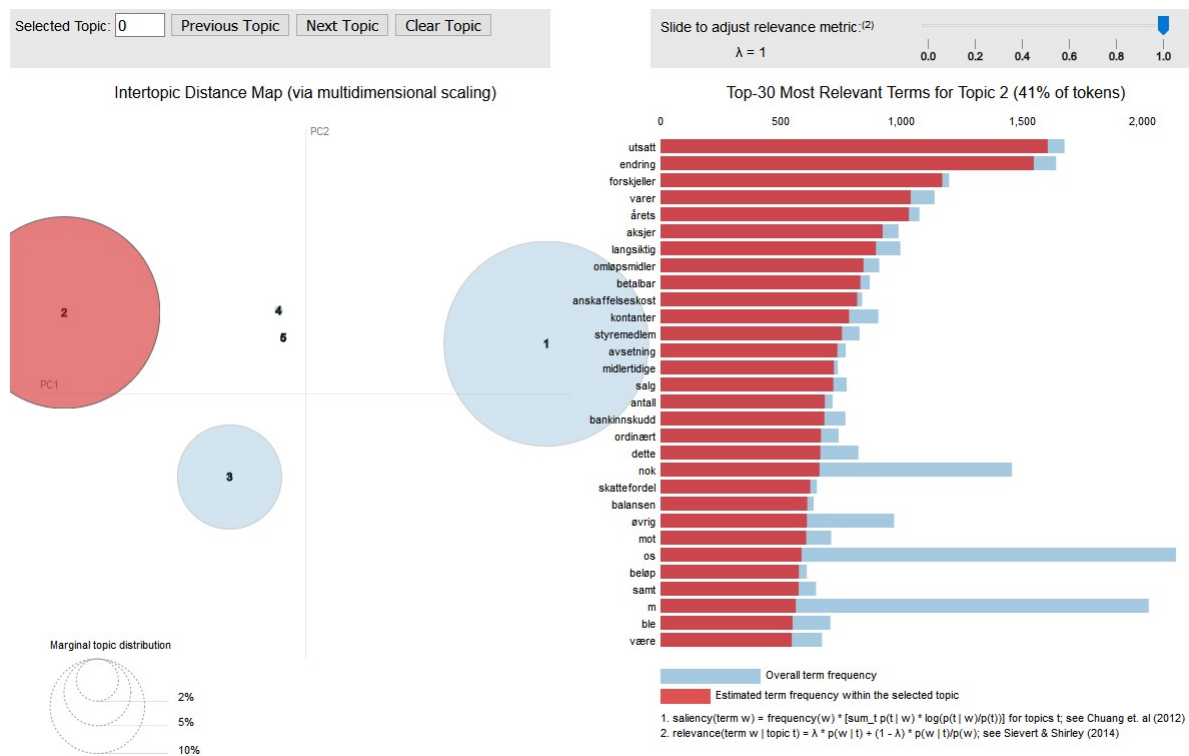 Selected Topic: 0 Previous Topic Next Topic Clear Topic
Slide to adjust relevance metric:(2)
λ = 1
0.0 0.2 0.4 0.6 0.8 1.0
Intertopic Distance Map (via multidimensional scaling)
PC2
PC1
2
4
5
1
3
Marginal topic distribution
2%
5%
10%
Top-30 Most Relevant Terms for Topic 2 (41% of tokens)
0 500 1,000 1,500 2,000
utsatt
endring
forskjeller
varer
årets
aksjer
langsiktig
omløpsmidler
betalbar
anskaffelseskost
kontanter
styremedlem
avsetning
midlertidige
salg
antall
bankinnskudd
ordinært
dette
nok
skattefordel
balansen
øvrig
mot
os
beløp
samt
m
ble
være
Overall term frequency
Estimated term frequency within the selected topic
1. saliency(term w) = frequency(w) * [sum_t p(t | w) * log(p(t | w)/p(t))] for topics t; see Chuang et. al (2012)
2. relevance(term w | topic t) = λ * p(w | t) + (1 - λ) * p(w | t)/p(w); see Sievert & Shirley (2014)